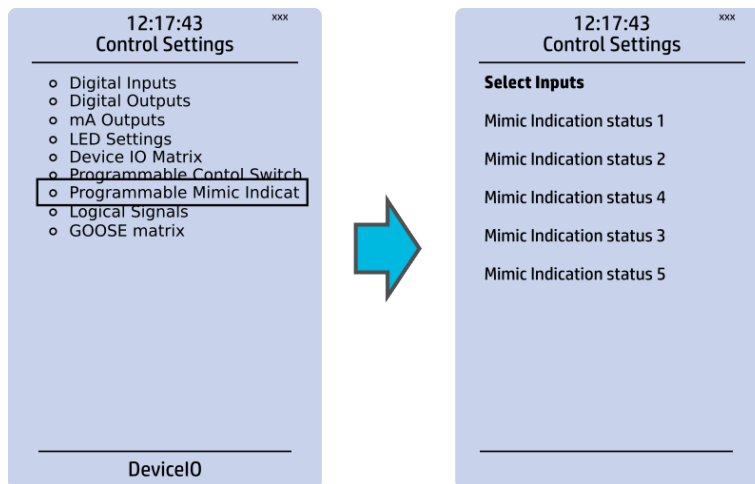 12:17:43
xxx
Control Settings
Digital Inputs
Digital Outputs
mA Outputs
LED Settings
Device IO Matrix
Programmable Contol Switch
Programmable Mimic Indicat
Logical Signals
GOOSE matrix
DeviceIO
12:17:43
xxx
Control Settings
Select Inputs
Mimic Indication status 1
Mimic Indication status 2
Mimic Indication status 4
Mimic Indication status 3
Mimic Indication status 5